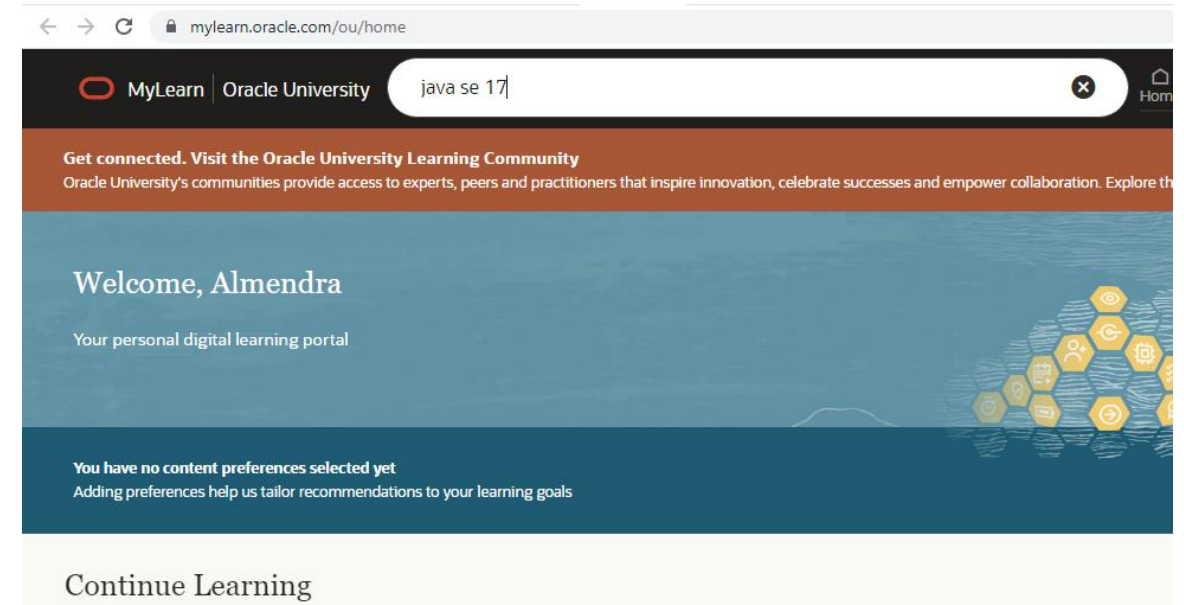 mylearn.oracle.com/ou/home
MyLearn | Oracle University
java se 17
Get connected. Visit the Oracle University Learning Community
Oracle University's communities provide access to experts, peers and practitioners that inspire innovation, celebrate successes and empower collaboration. Explore
Welcome, Almendra
Your personal digital learning portal
You have no content preferences selected yet
Adding preferences help us tailor recommendations to your learning goals
Continue Learning